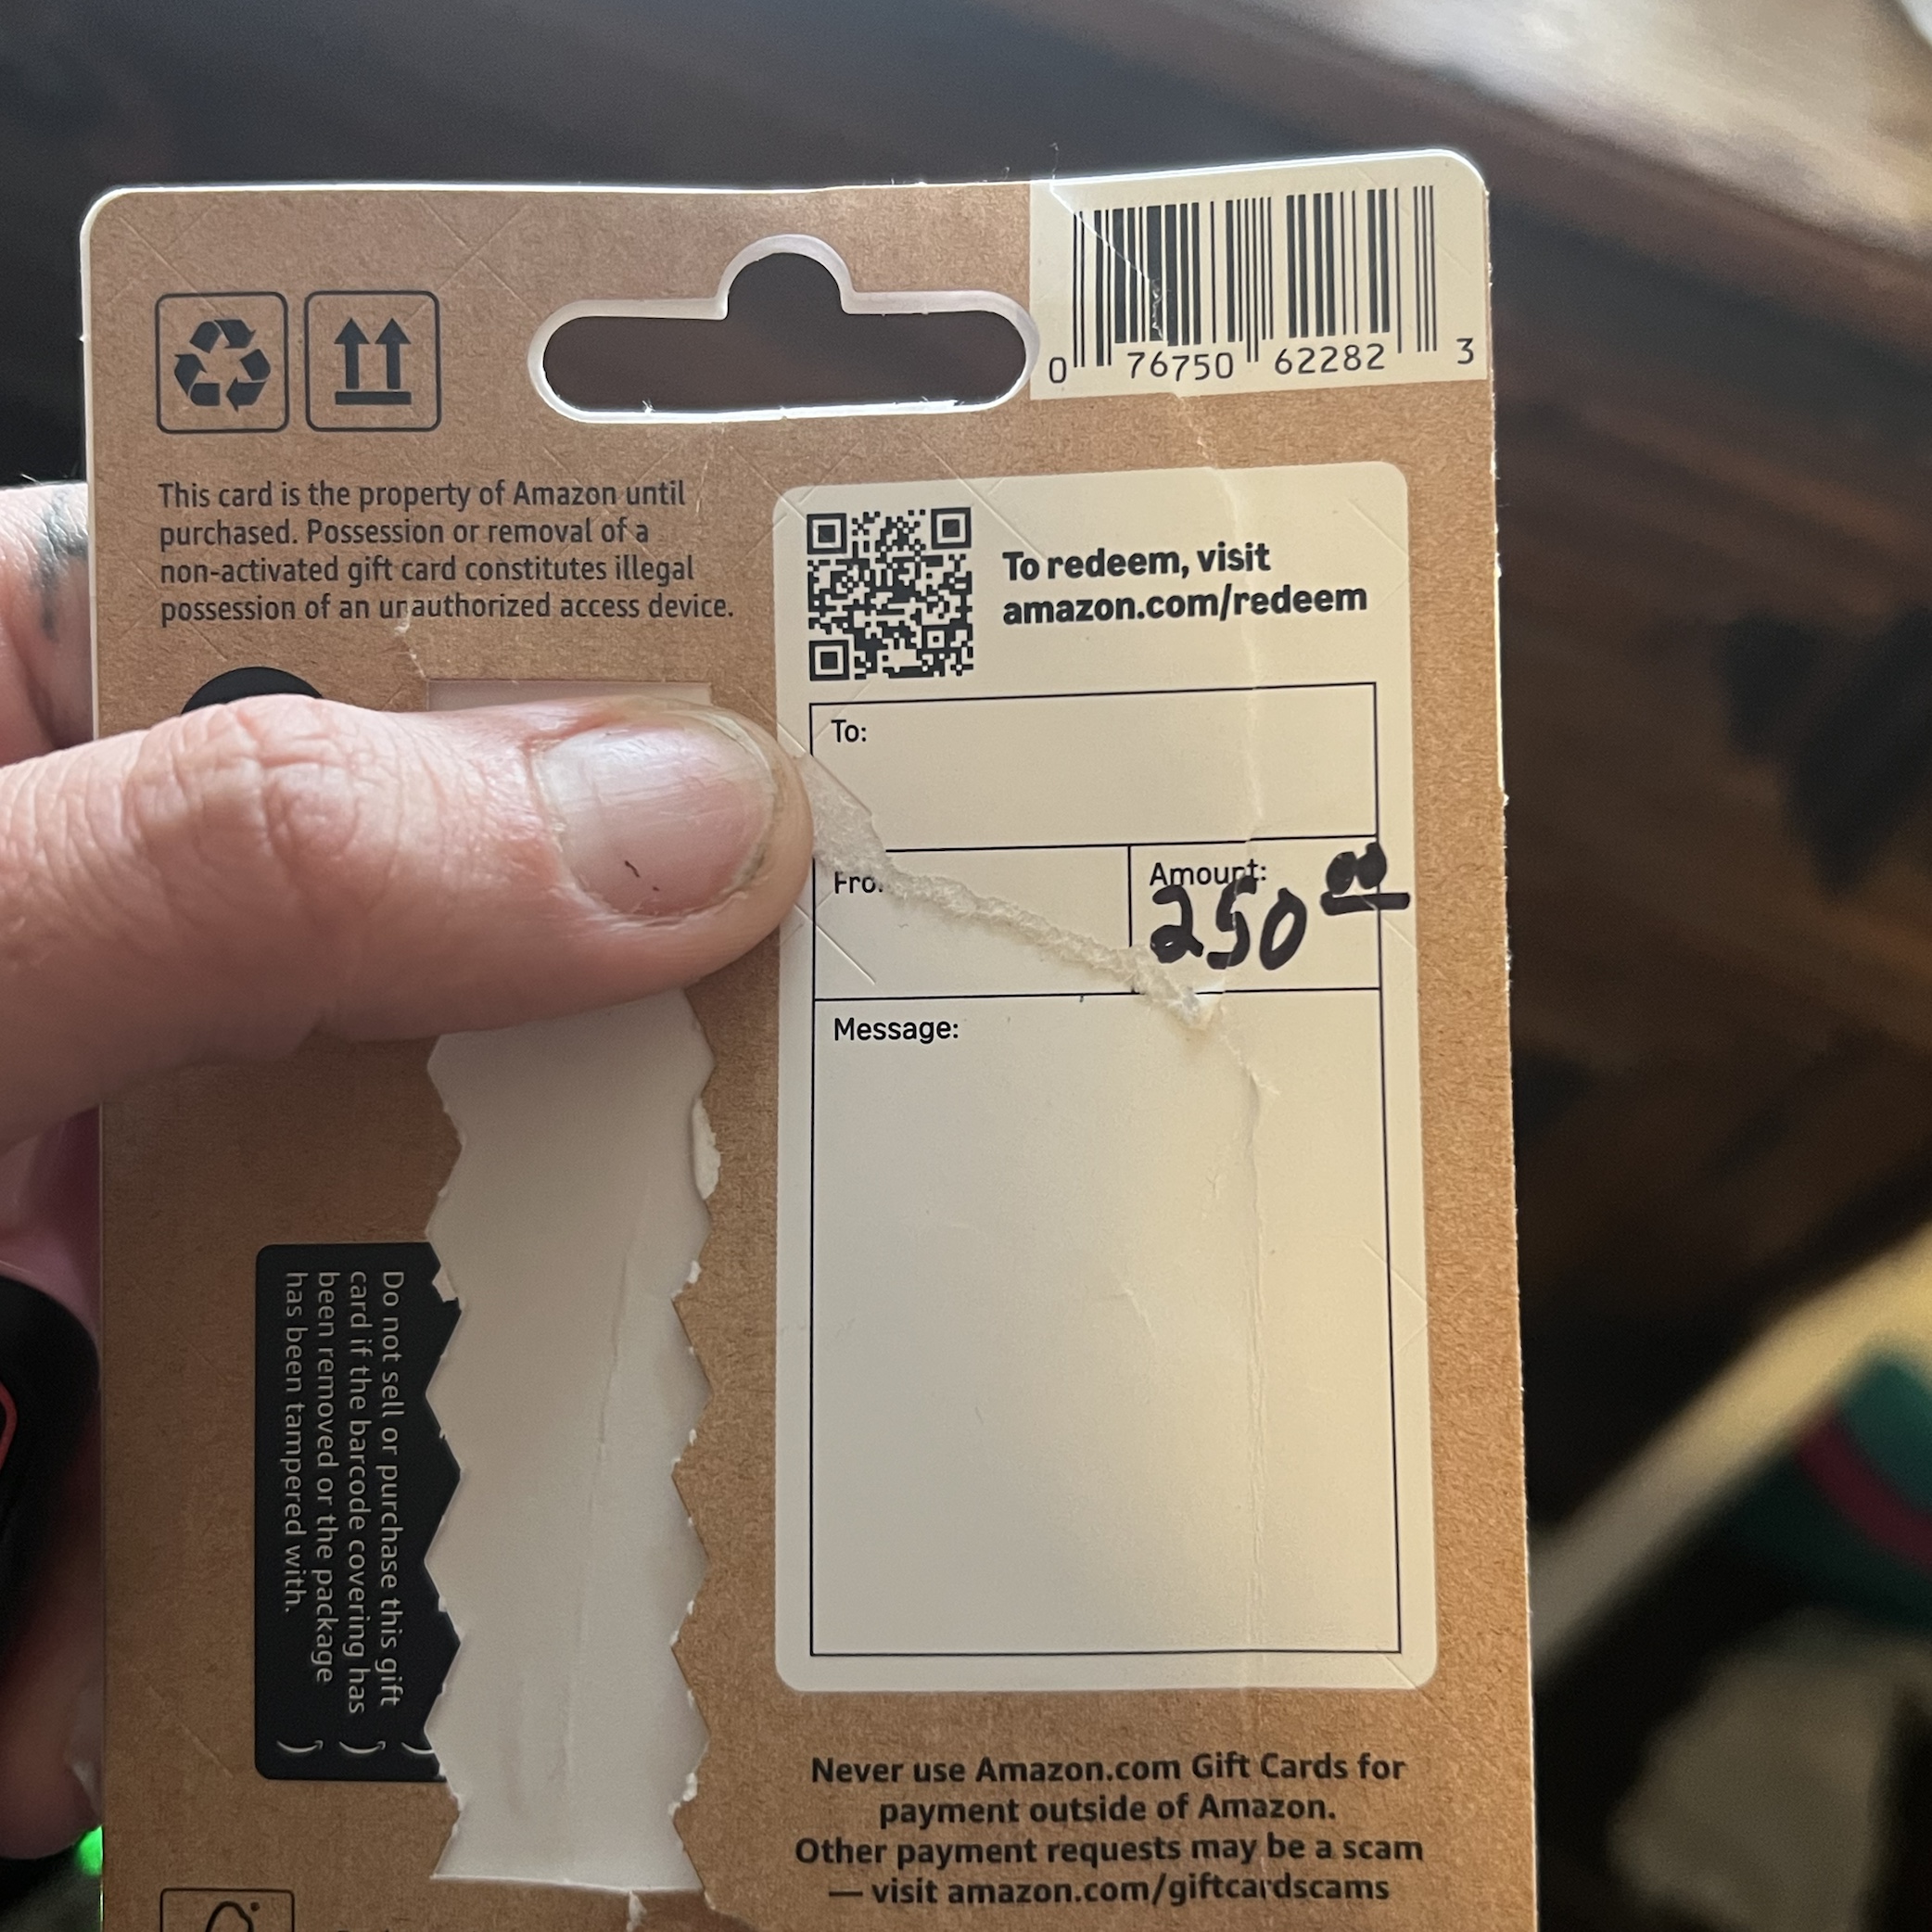 0 76750 62282 3
This card is the property of Amazon until
purchased. Possession or removal of a
non-activated gift card constitutes illegal
possession of an unauthorized access device.
To redeem, visit
amazon.com/redeem
To:
Fro
Amount:
250 00
Message:
Do not sell or purchase this gift
card if the barcode covering has
been removed or the package
has been tampered with.
Never use Amazon.com Gift Cards for
payment outside of Amazon.
Other payment requests may be a scam
— visit amazon.com/giftcardscams